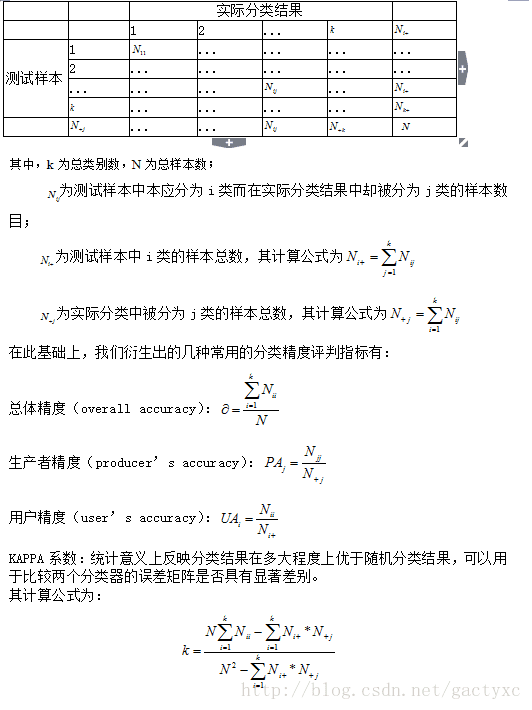 实际分类结果
1 2 ... k N_{i+}
测试样本 1 N_{11} ... ... ... ...
2 ... ... ... ... ...
... ... ... N_{ij} ... N_{i+}
k ... ... ... ... N_{k+}
N_{+j} ... ... N_{ij} N_{+k} N
其中，k 为总类别数，N 为总样本数；
N_{ij}为测试样本中本应分为 i 类而在实际分类结果中却被分为 j 类的样本数
目；
N_{i+}为测试样本中 i 类的样本总数，其计算公式为 N_{i+} = \sum_{j=1}^{k} N_{ij}
N_{+j}为实际分类中被分为 j 类的样本总数，其计算公式为 N_{+j} = \sum_{i=1}^{k} N_{ij}
在此基础上，我们衍生出的几种常用的分类精度评判指标有：
总体精度（overall accuracy）：∂ = \frac{\sum_{i=1}^{k} N_{ii}}{N}
生产者精度（producer’s accuracy）：PA_j = \frac{N_{jj}}{N_{+j}}
用户精度（user’s accuracy）：UA_i = \frac{N_{ii}}{N_{i+}}
KAPPA 系数：统计意义上反映分类结果在多大程度上优于随机分类结果，可以用
于比较两个分类器的误差矩阵是否具有显著差别。
其计算公式为：
k = \frac{N\sum_{i=1}^{k} N_{ii} - \sum_{i=1}^{k} N_{i+} * N_{+j}}{N^2 - \sum_{i=1}^{k} N_{i+} * N_{+j}}
http://blog.csdn.net/gactyxc